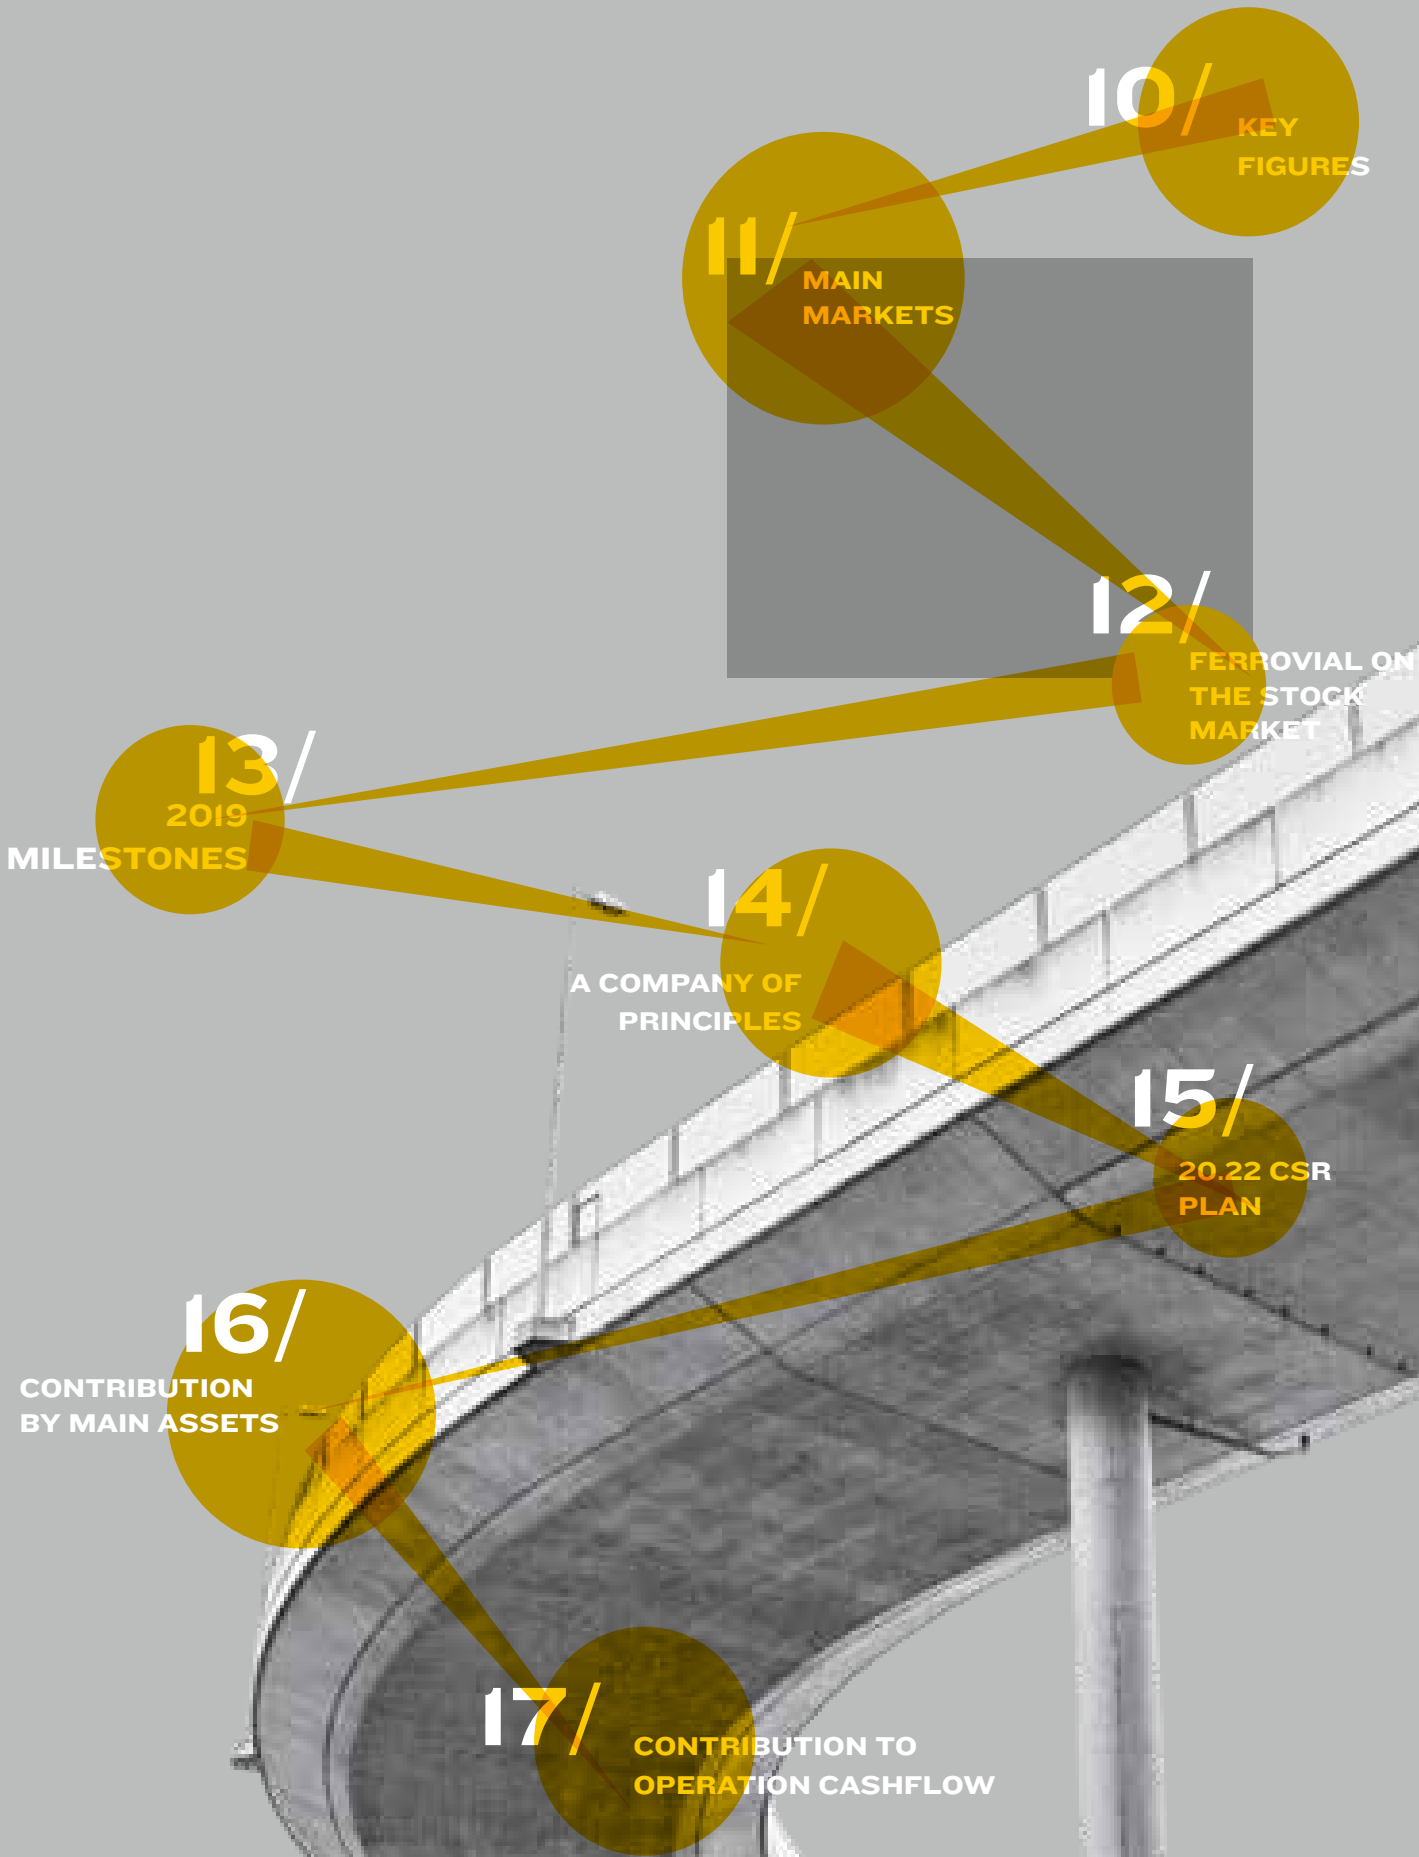 10/
KEY
FIGURES
11/
MAIN
MARKETS
12/
FERROVIAL ON
THE STOCK
MARKET
13/
2019
MILESTONES
14/
A COMPANY OF
PRINCIPLES
15/
20.22 CSR
PLAN
16/
CONTRIBUTION
BY MAIN ASSETS
17/
CONTRIBUTION TO
OPERATION CASHFLOW